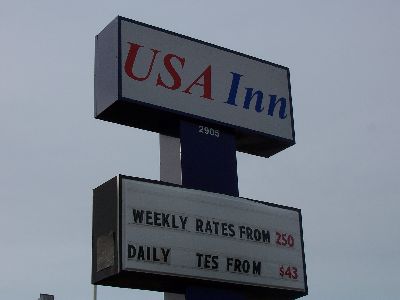 USA Inn
2905
WEEKLY RATES FROM 250
DAILY TES FROM $43